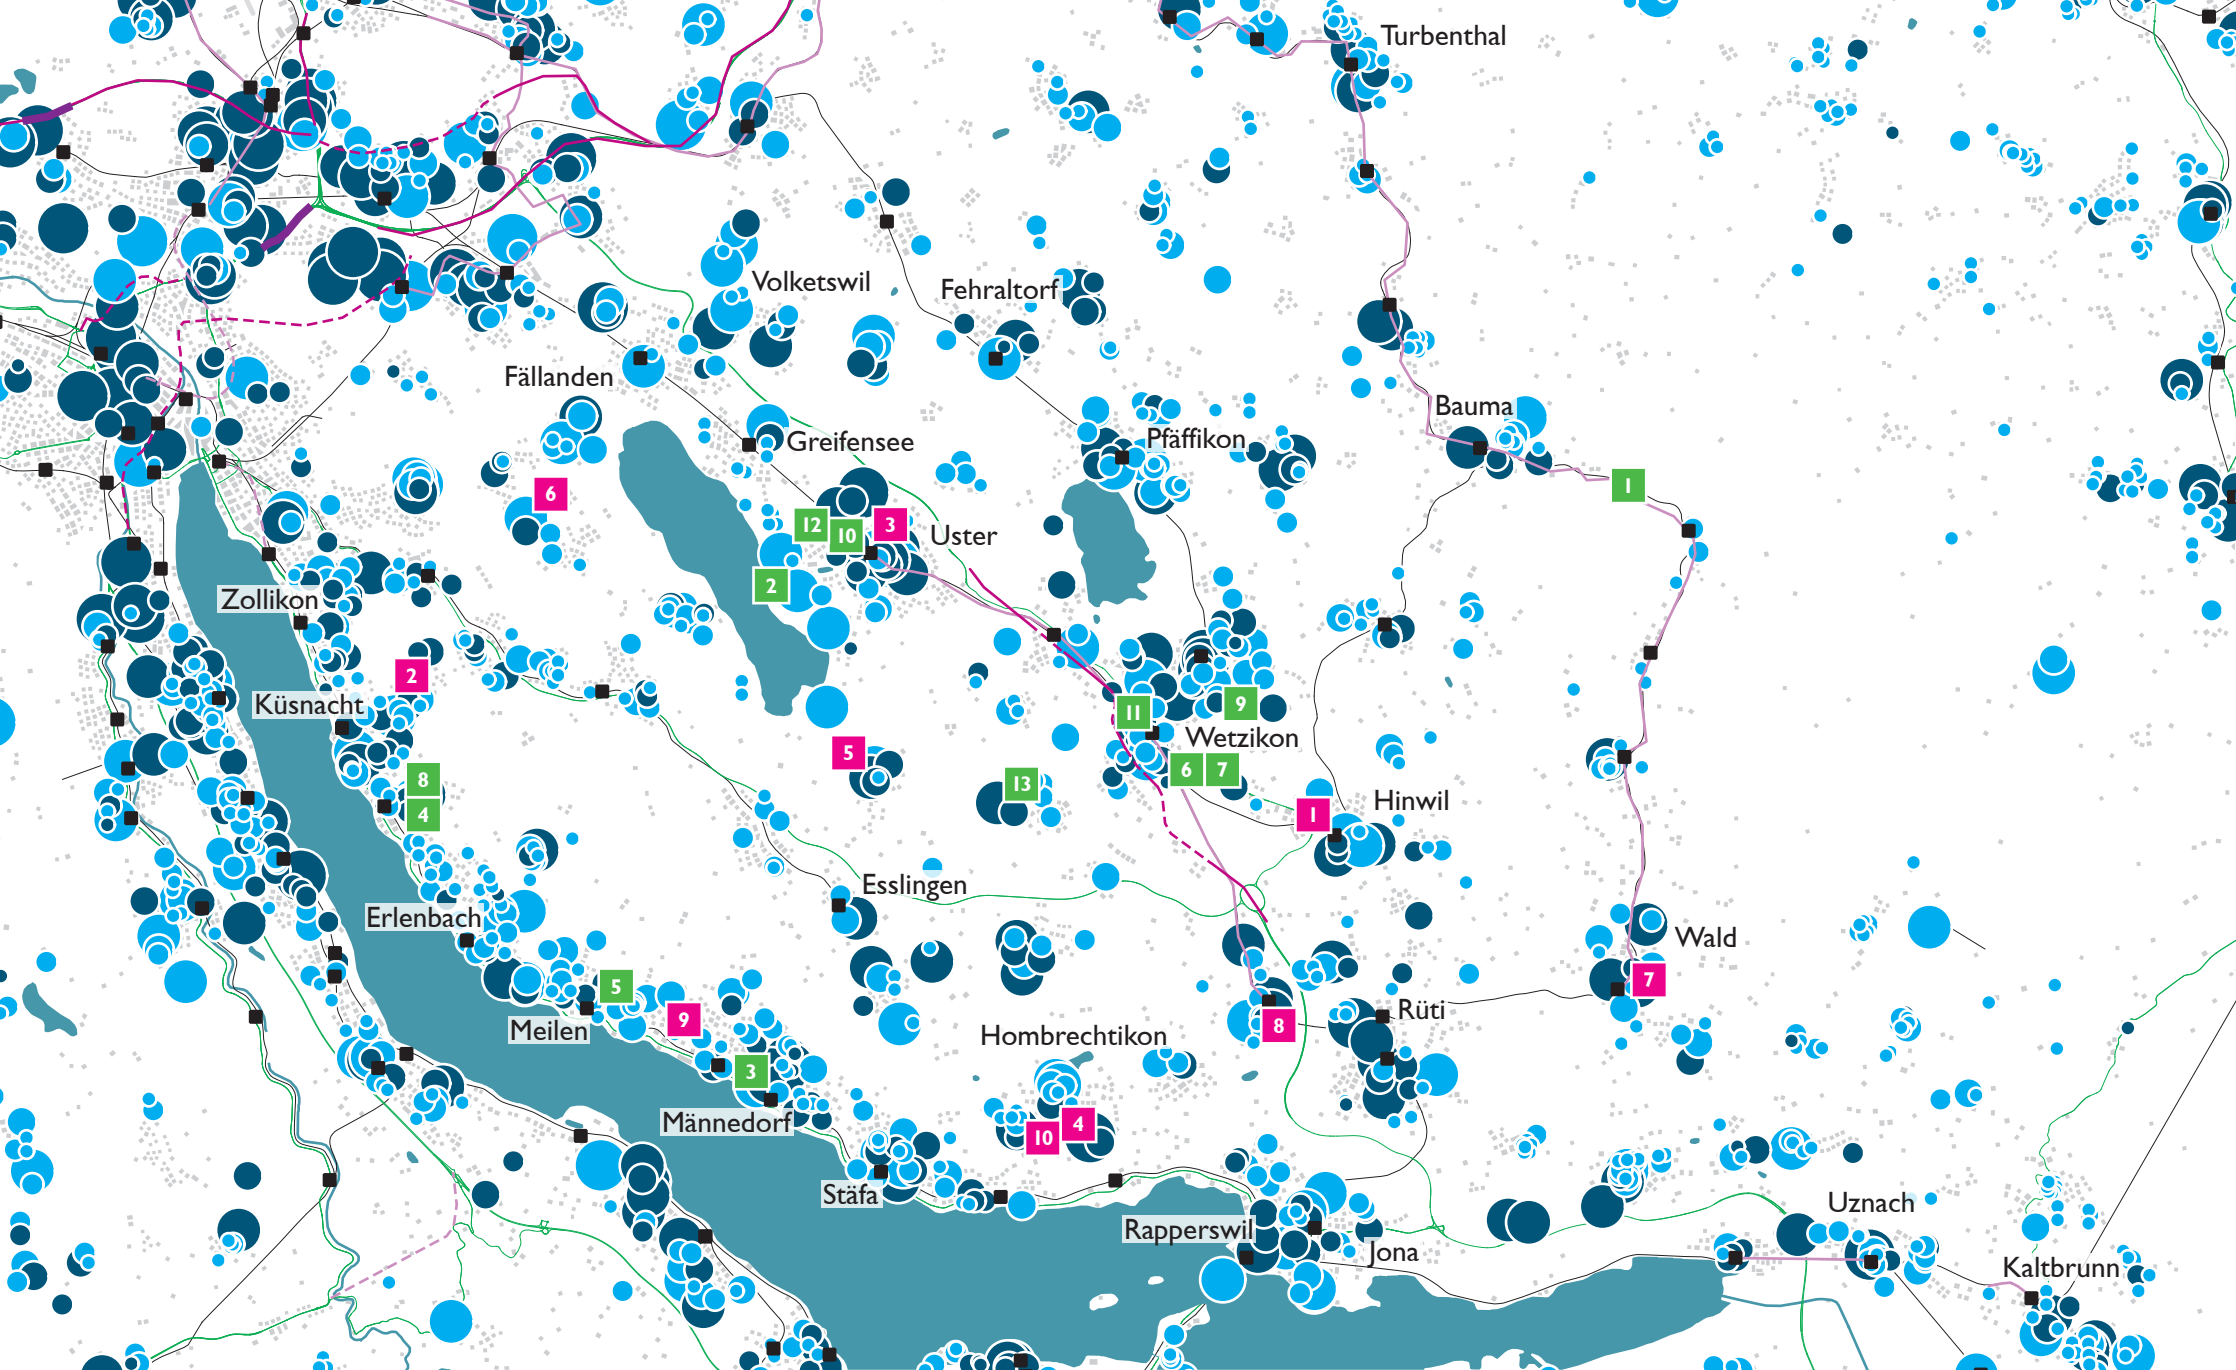 Turbenthal
Volketswil
Fehraltorf
Fällanden
Bauma
Greifensee
Pfäffikon
1
6
12
10
3
Uster
2
Zollikon
2
Küsnacht
11
9
Wetzikon
5
6
7
8
13
4
1
Hinwil
Esslingen
Erlenbach
Wald
7
5
9
Meilen
8
Rüti
Hombrechtikon
3
Männedorf
4
10
Stäfa
Rapperswil
Jona
Uznach
Kaltbrunn